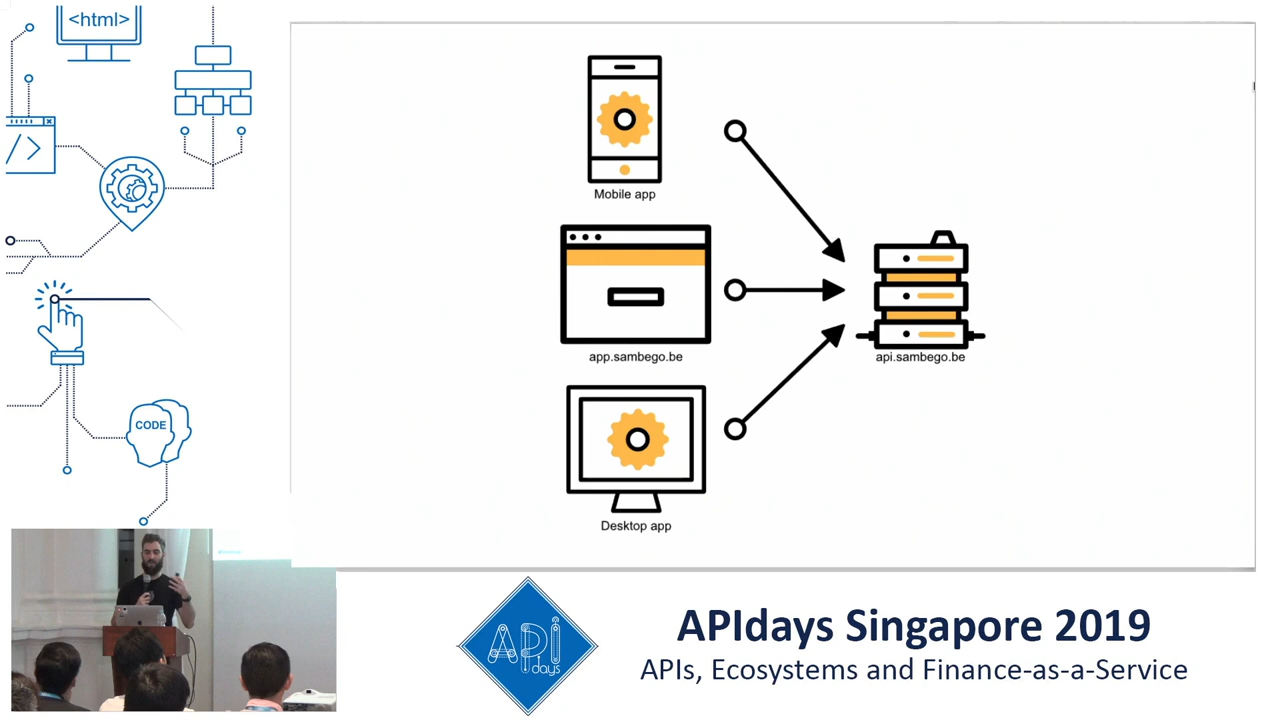 <html>
/>
CODE
Mobile app
app.sambego.be
api.sambego.be
Desktop app
API
days
APIdays Singapore 2019
APIs, Ecosystems and Finance-as-a-Service